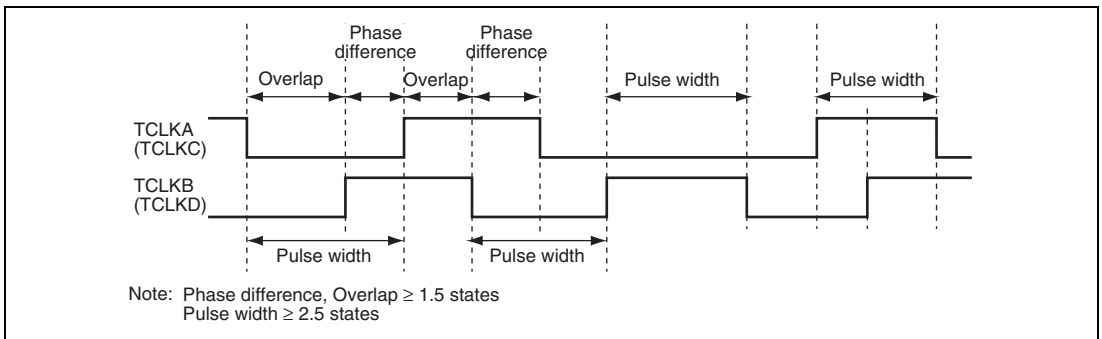 Phase difference
Phase difference
Overlap
Overlap
Pulse width
Pulse width
TCLKA
(TCLKC)
TCLKB
(TCLKD)
Pulse width
Pulse width
Note: Phase difference, Overlap ≥ 1.5 states
Pulse width ≥ 2.5 states